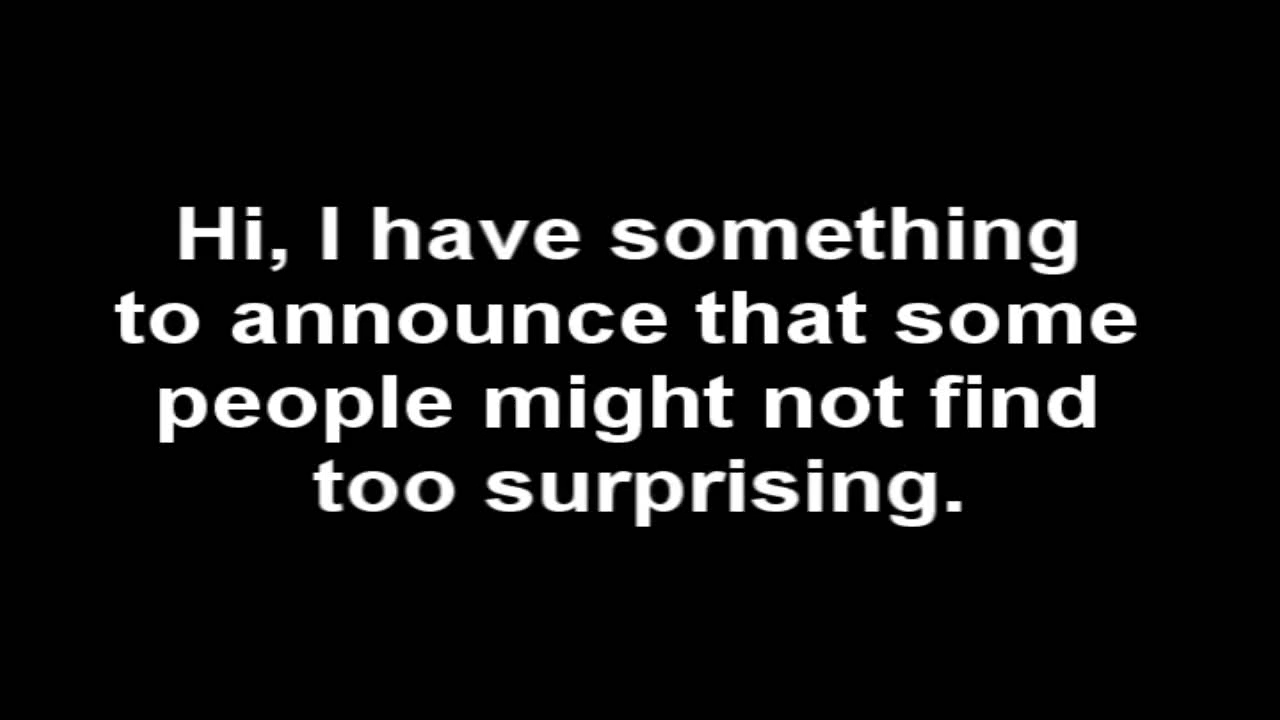 Hi, I have something
to announce that some
people might not find
too surprising.